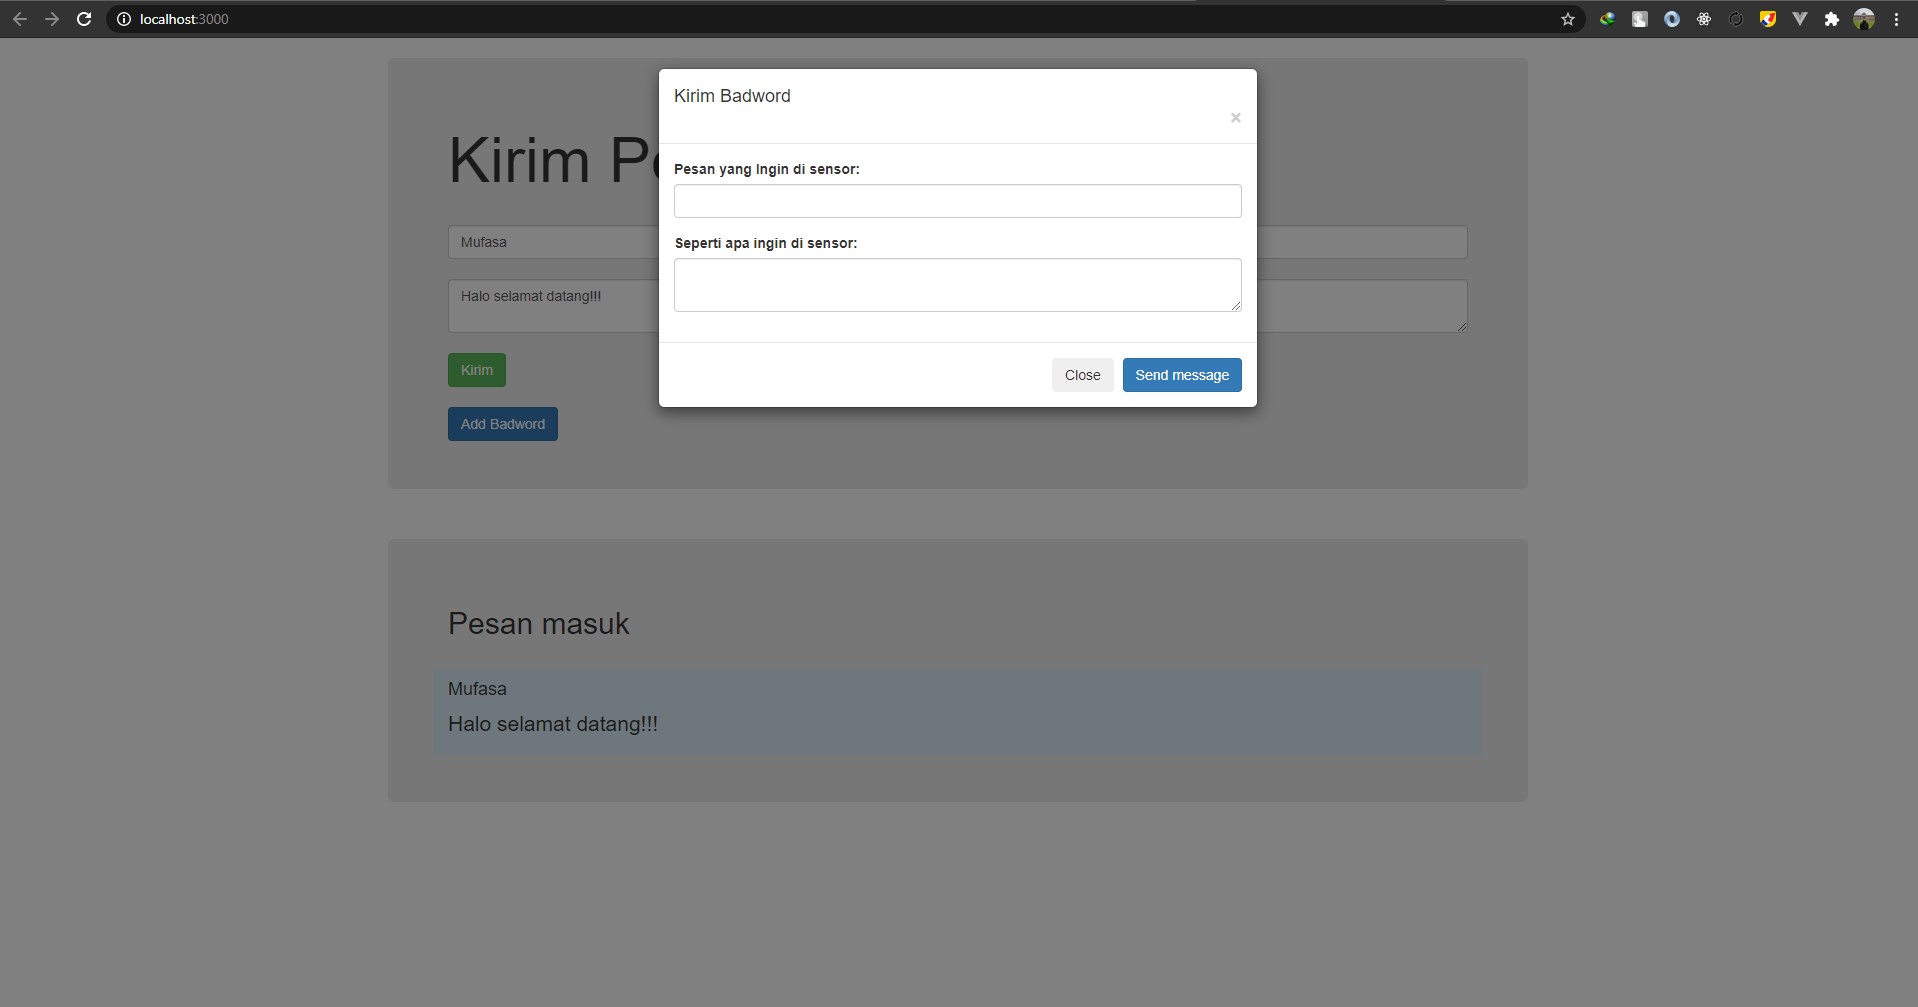 localhost:3000
Kirim Badword
×
Pesan yang Ingin di sensor:
Seperti apa ingin di sensor:
Close
Send message
Kirim
Mufasa
Halo selamat datang!!!
Kirim
Add Badword
Pesan masuk
Mufasa
Halo selamat datang!!!